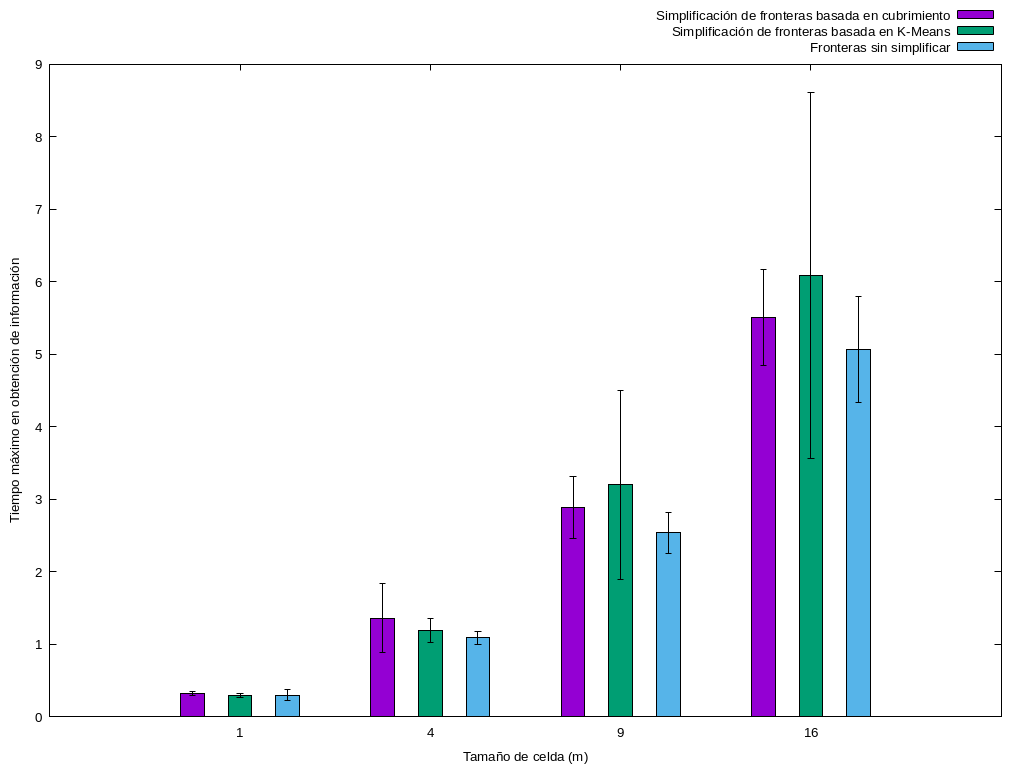 Simplificación de fronteras basada en cubrimiento
Simplificación de fronteras basada en K-Means
Fronteras sin simplificar
9
8
7
6
5
4
3
2
1
0
Tiempo máximo en obtención de información
1 4 9 16
Tamaño de celda (m)